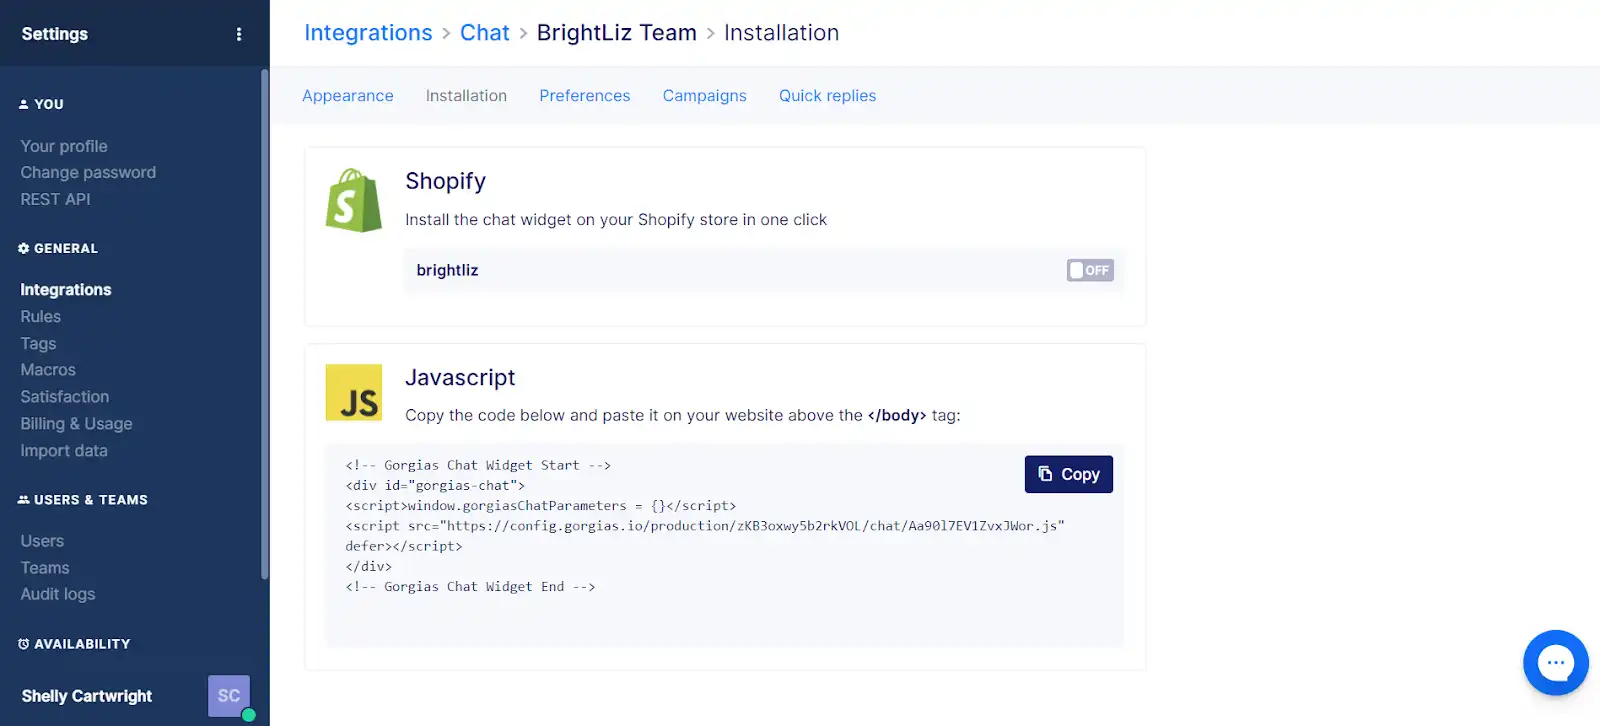 Settings
YOU
Your profile
Change password
REST API
GENERAL
Integrations
Rules
Tags
Macros
Satisfaction
Billing & Usage
Import data
USERS & TEAMS
Users
Teams
Audit logs
AVAILABILITY
Shelly Cartwright
SC
Integrations > Chat > BrightLiz Team > Installation
Appearance Installation Preferences Campaigns Quick replies
Shopify
Install the chat widget on your Shopify store in one click
brightliz
OFF
JS
Javascript
Copy the code below and paste it on your website above the </body> tag:
Copy
<!-- Gorgias Chat Widget Start -->
<div id="gorgias-chat">
<script>window.gorgiasChatParameters = {}</script>
<script src="https://config.gorgias.io/production/zKB3oxwy5b2rkVOL/chat/Aa90l7EV1ZvxJWor.js"
defer></script>
</div>
<!-- Gorgias Chat Widget End -->